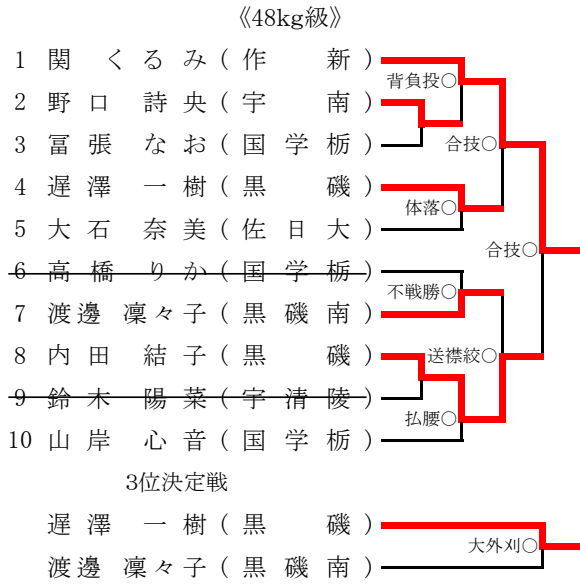 《48kg級》
1 関 くるみ(作 新)
背負投○
2 野口 詩央(宇 南)
3 冨張 なお(国学栃)
合技○
4 遅澤 一樹(黒 磯)
体落○
5 大石 奈美(佐日大)
合技○
6 高橋 りか(国学栃)
不戦勝○
7 渡邊 凜々子(黒磯南)
8 内田 結子(黒 磯)
送襟絞○
9 鈴木 陽菜(宇清陵)
払腰○
10 山岸 心音(国学栃)
3位決定戦
遅澤 一樹(黒 磯)
大外刈○
渡邊 凜々子(黒磯南)